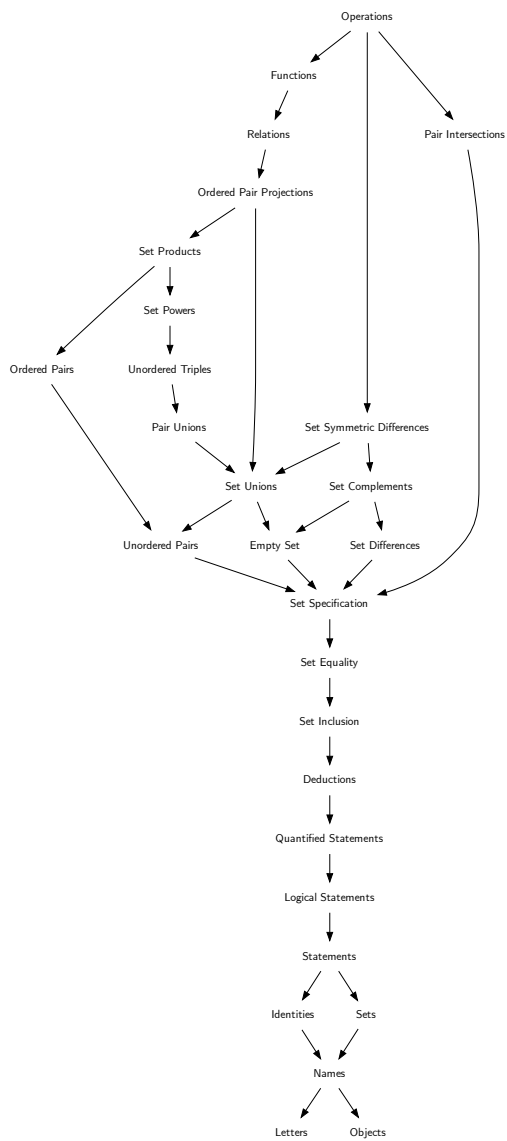 Operations
Functions
Relations
Pair Intersections
Ordered Pair Projections
Set Products
Set Powers
Ordered Pairs
Unordered Triples
Pair Unions
Set Symmetric Differences
Set Unions
Set Complements
Unordered Pairs
Empty Set
Set Differences
Set Specification
Set Equality
Set Inclusion
Deductions
Quantified Statements
Logical Statements
Statements
Identities
Sets
Names
Letters
Objects